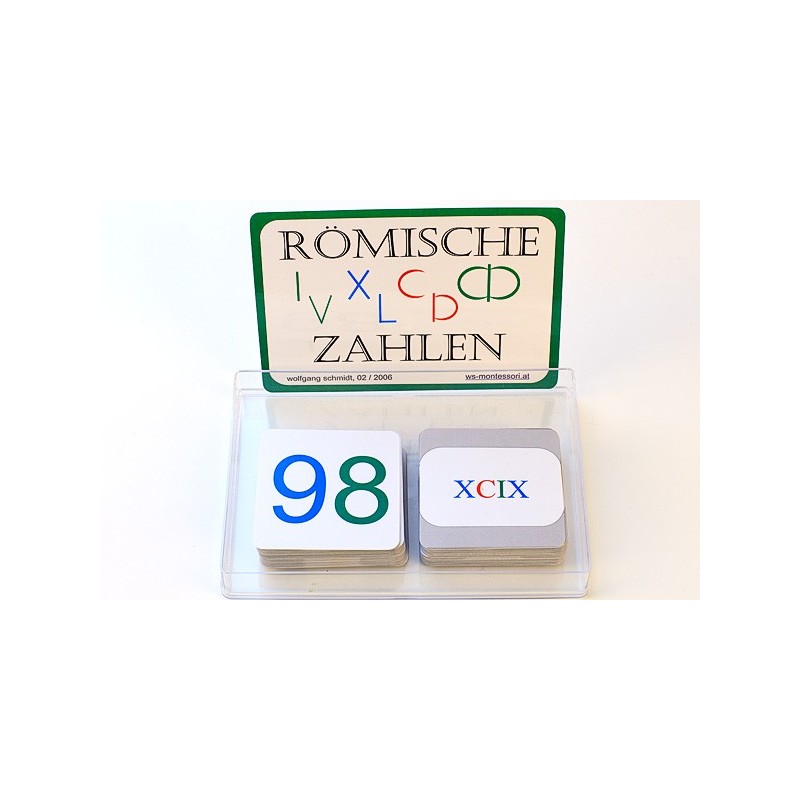 RÖMISCHE
I V X L C D ↀ
ZAHLEN
wolfgang schmidt, 02 / 2006 ws-montessori.at
98 XCIX